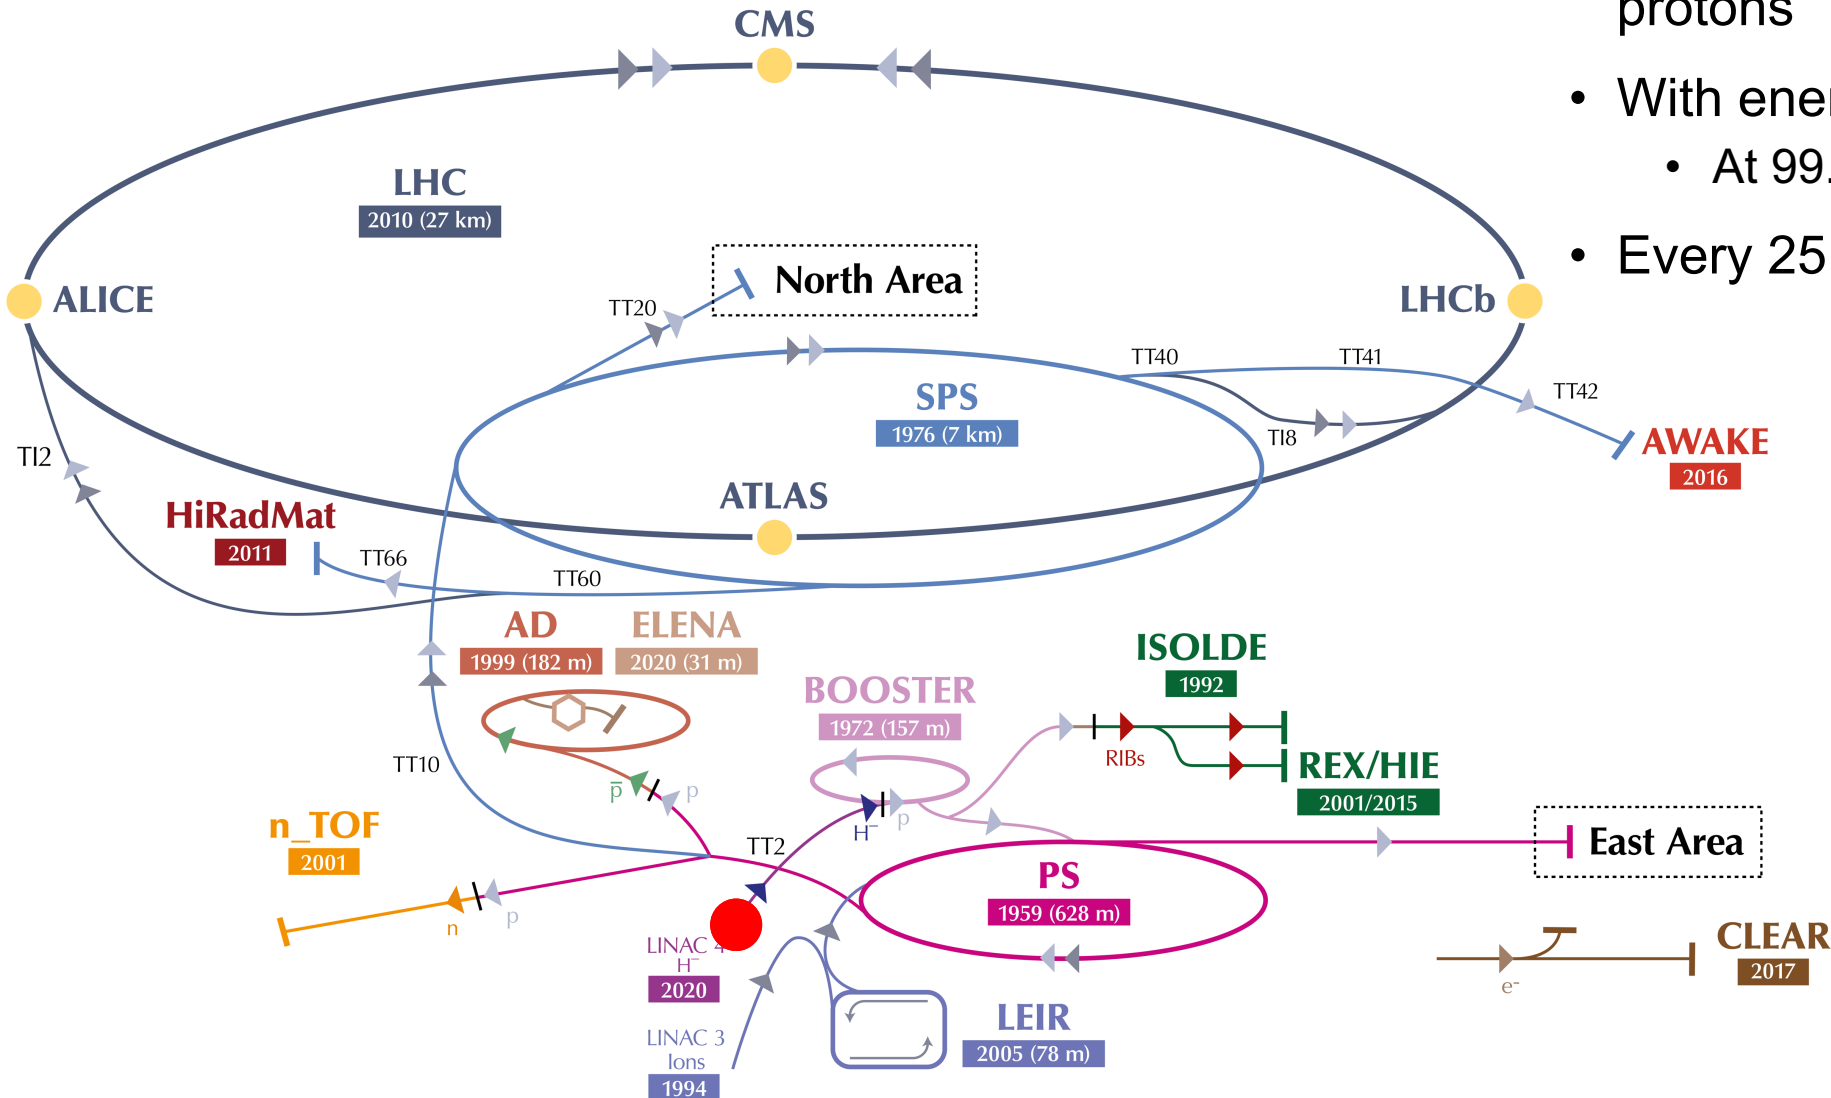 protons
CMS
• With ener
• At 99.
LHC
2010 (27 km)
• Every 25
North Area
ALICE
LHCb
TT20
TT40
TT41
SPS
1976 (7 km)
TT42
TI8
AWAKE
2016
TI2
ATLAS
HiRadMat
2011
TT66
TT60
AD
1999 (182 m)
ELENA
2020 (31 m)
ISOLDE
1992
BOOSTER
1972 (157 m)
RIBs
REX/HIE
2001/2015
TT10
p̅
p
H⁻
p
n_TOF
2001
TT2
East Area
PS
1959 (628 m)
p
n
LINAC 4
H⁻
2020
CLEAR
2017
e⁻
LEIR
2005 (78 m)
LINAC 3
Ions
1994